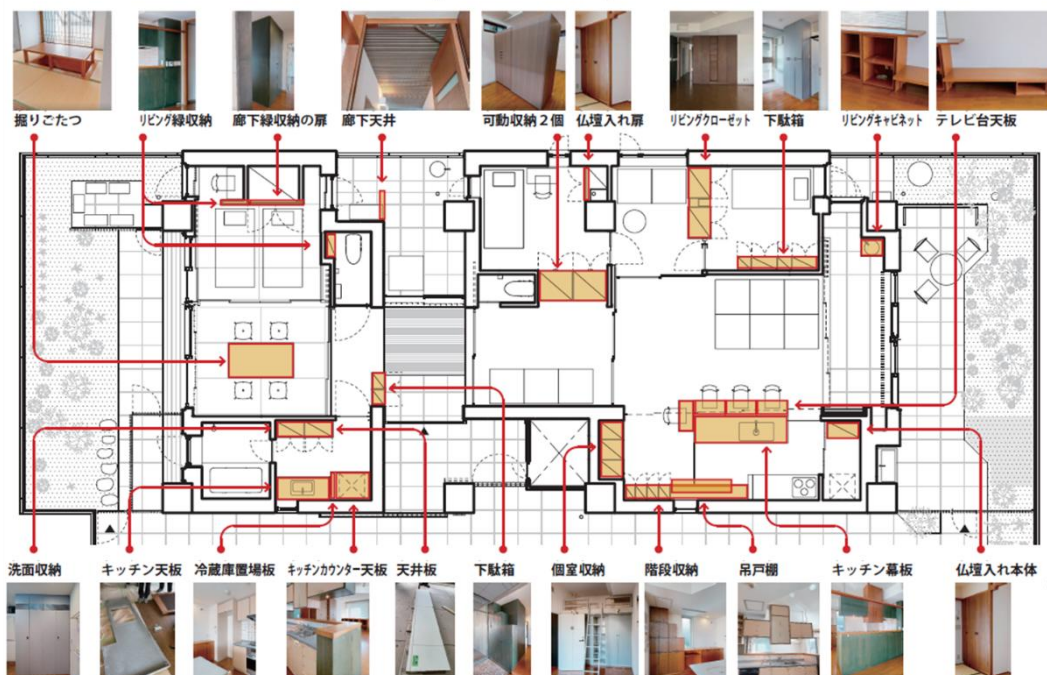 掘りごたつ
リビング緑収納
廊下緑収納の扉
廊下天井
可動収納2個
仏壇入れ扉
リビングクローゼット
下駄箱
リビングキャビネット
テレビ台天板
洗面収納
キッチン天板
冷蔵庫置場板
キッチンカウンター天板
天井板
下駄箱
個室収納
階段収納
吊戸棚
キッチン幕板
仏壇入れ本体